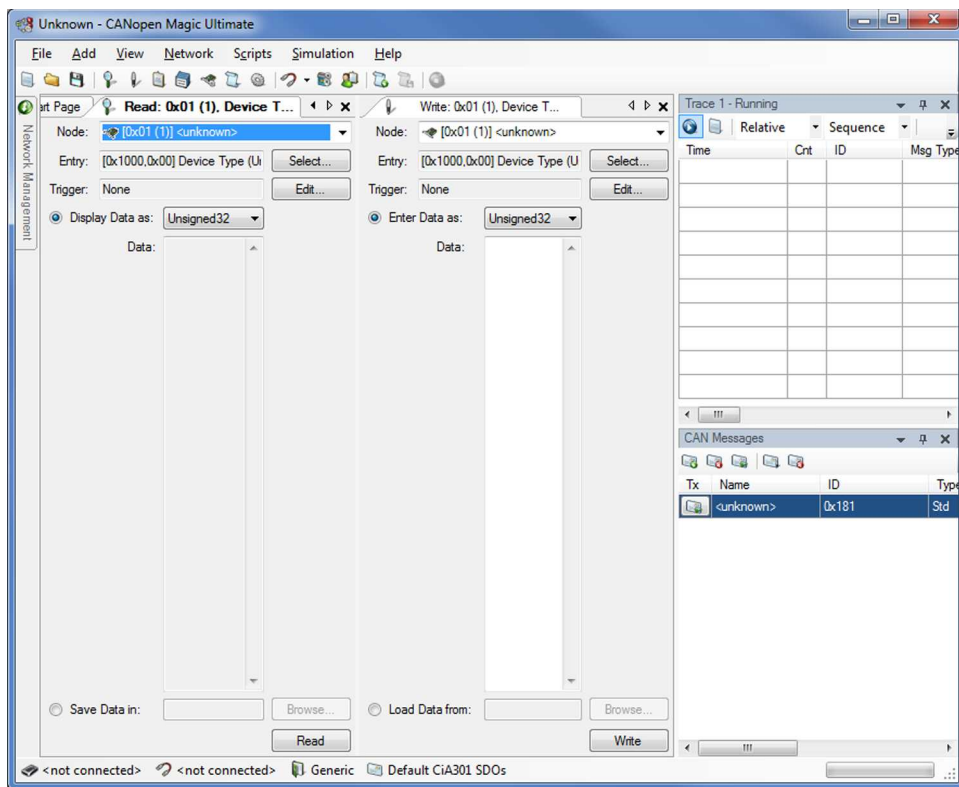 Unknown - CANopen Magic Ultimate
File Add View Network Scripts Simulation Help
Network Management
art Page
Read: 0x01 (1), Device T...
Node: [0x01 (1)] <unknown>
Entry: [0x1000,0x00] Device Type (Un Select...
Trigger: None Edit...
Display Data as: Unsigned32
Data:
Save Data in: Browse...
Read
Write: 0x01 (1), Device T...
Node: [0x01 (1)] <unknown>
Entry: [0x1000,0x00] Device Type (U Select...
Trigger: None Edit...
Enter Data as: Unsigned32
Data:
Load Data from: Browse...
Write
Trace 1 - Running
Relative Sequence
Time Cnt ID Msg Type
CAN Messages
Tx Name ID Type
<unknown> 0x181 Std
<not connected> <not connected> Generic Default CiA301 SDOs